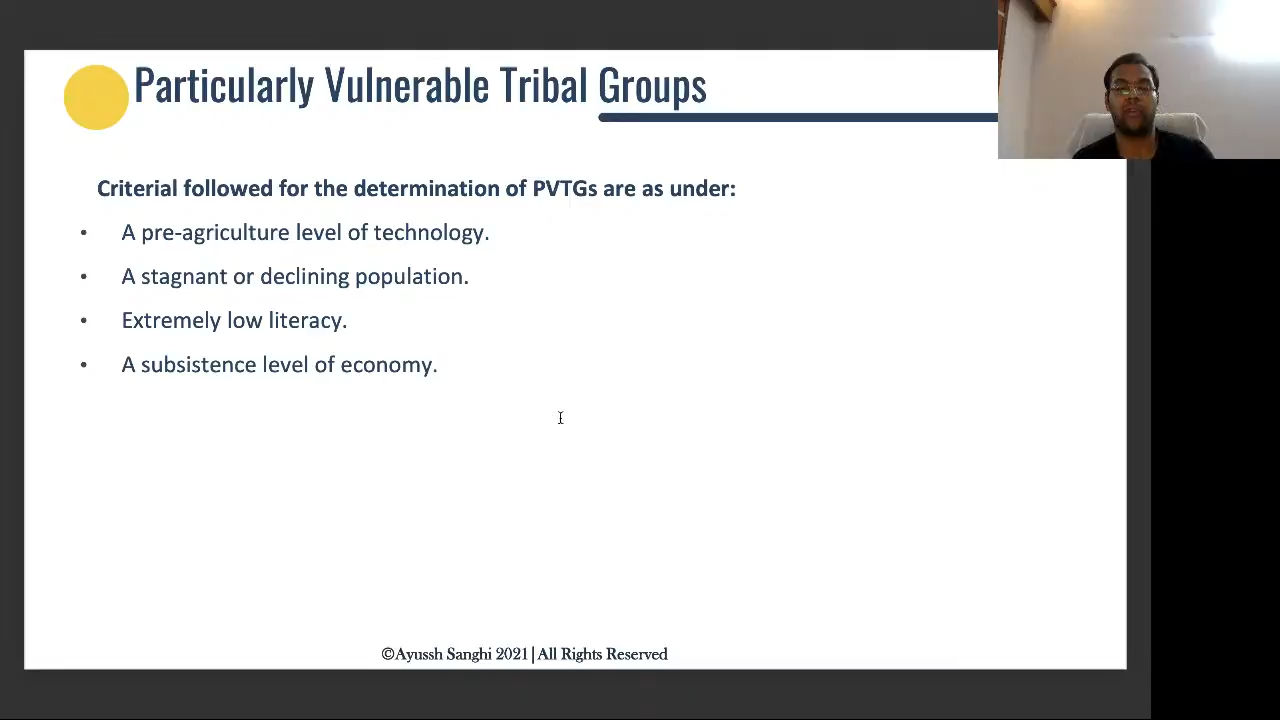 Particularly Vulnerable Tribal Groups
Criterial followed for the determination of PVTGs are as under:
• A pre-agriculture level of technology.
• A stagnant or declining population.
• Extremely low literacy.
• A subsistence level of economy.
©Ayussh Sanghi 2021|All Rights Reserved